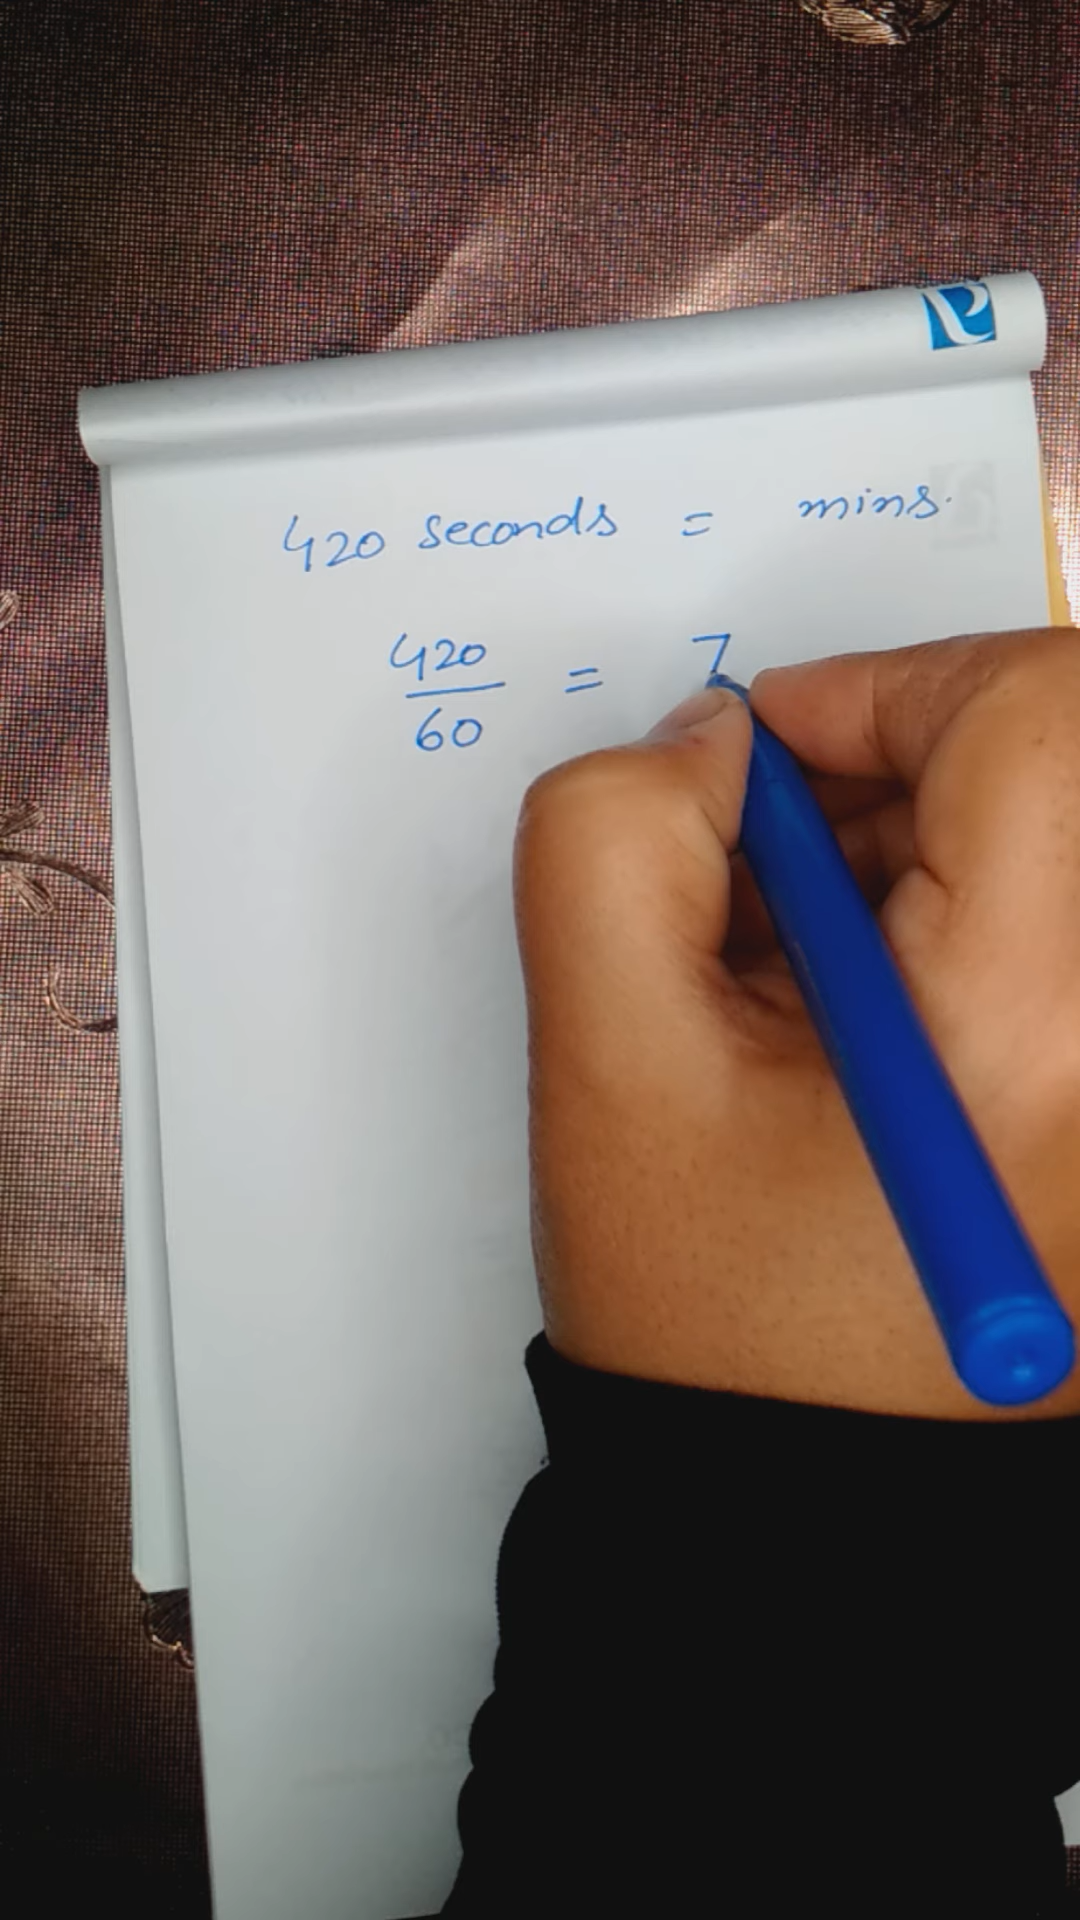 420 seconds = mins.
420
60
= 7